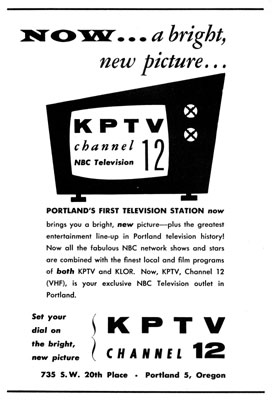 NOW...a bright,
new picture...
KPTV
channel 12
NBC Television
PORTLAND'S FIRST TELEVISION STATION now
brings you a bright, new picture—plus the greatest
entertainment line-up in Portland television history!
Now all the fabulous NBC network shows and stars
are combined with the finest local and film programs
of both KPTV and KLOR. Now, KPTV, Channel 12
(VHF), is your exclusive NBC Television outlet in
Portland.
Set your
dial on
the bright,
new picture
KPTV
CHANNEL 12
735 S.W. 20th Place • Portland 5, Oregon